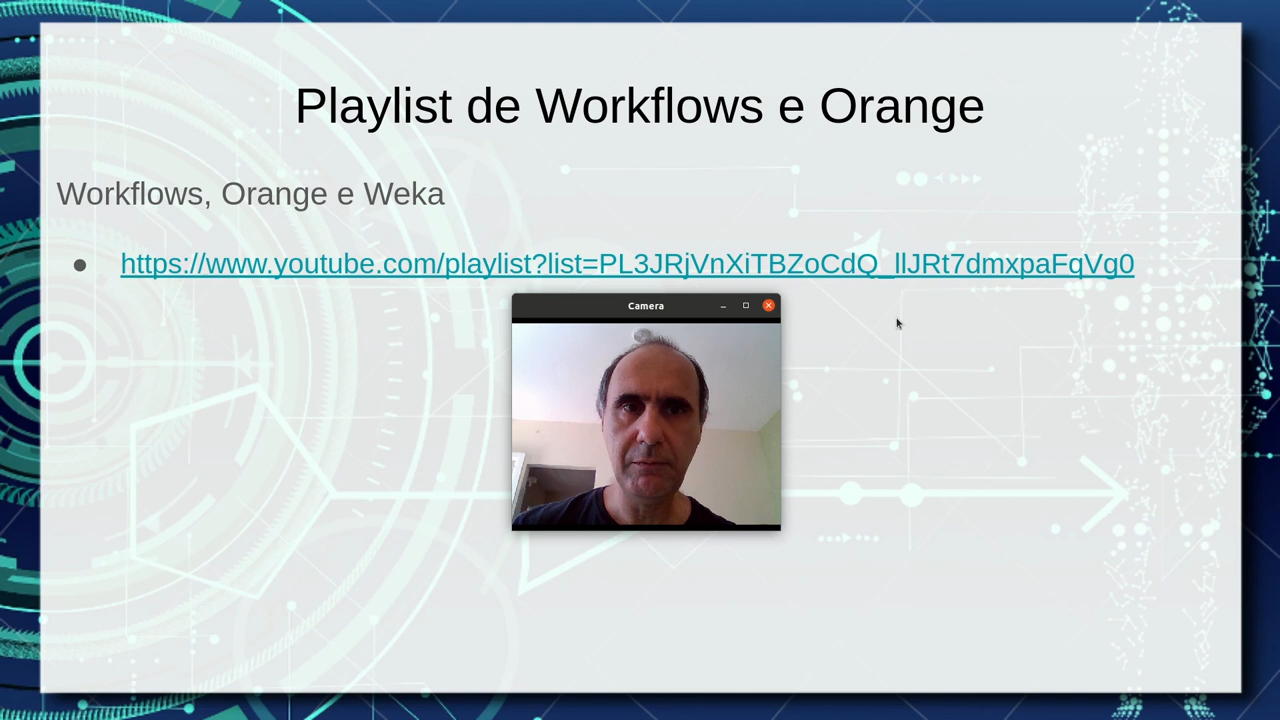 Playlist de Workflows e Orange
Workflows, Orange e Weka
● https://www.youtube.com/playlist?list=PL3JRjVnXiTBZoCdQ_llJRt7dmxpaFqVg0
Camera